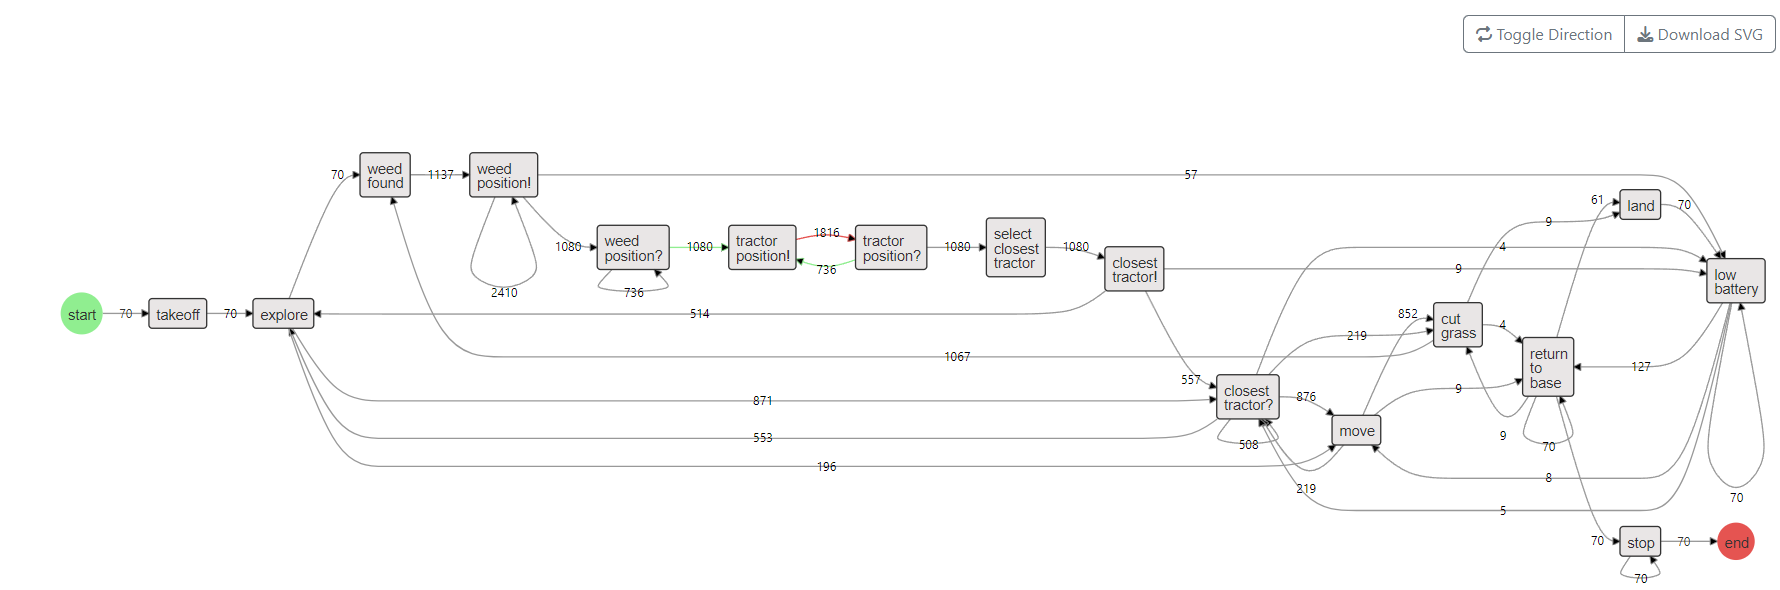 Toggle Direction
Download SVG
start
70
takeoff
70
explore
70
weed
found
1137
weed
position!
2410
57
1080
weed
position?
736
1080
tractor
position!
1816
736
tractor
position?
1080
select
closest
tractor
1080
closest
tractor!
514
1067
871
553
196
557
closest
tractor?
508
876
move
219
219
852
cut
grass
4
9
4
9
9
9
return
to
base
70
61
land
70
low
battery
127
70
8
5
70
stop
70
70
end